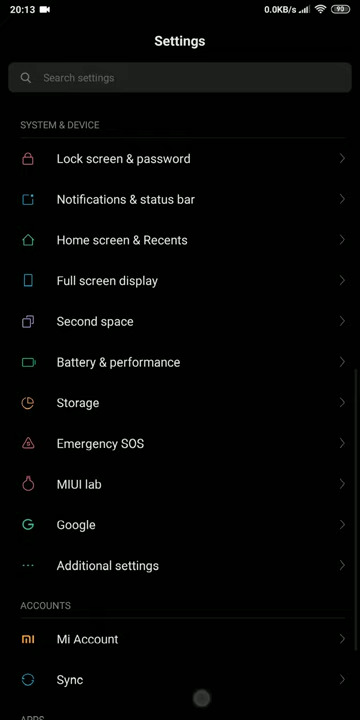 20:13
0.0KB/s
90
Settings
Search settings
SYSTEM & DEVICE
Lock screen & password
Notifications & status bar
Home screen & Recents
Full screen display
Second space
Battery & performance
Storage
Emergency SOS
MIUI lab
Google
Additional settings
ACCOUNTS
Mi Account
Sync
APPS